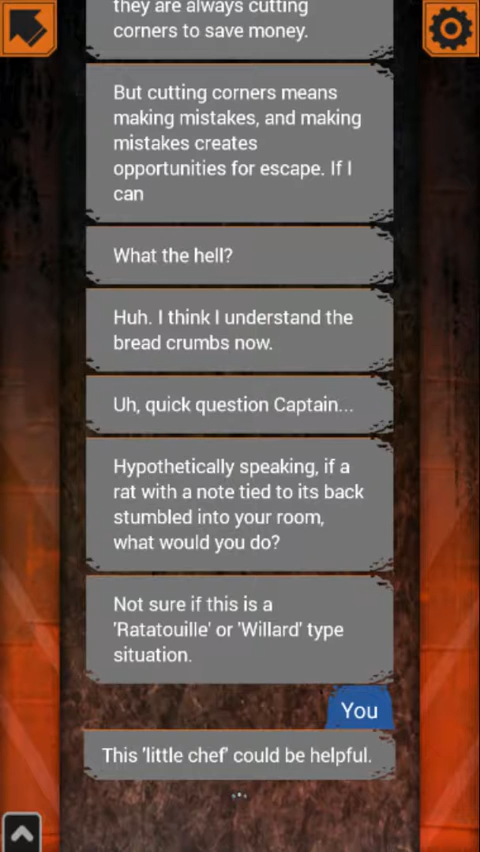 they are always cutting
corners to save money.
But cutting corners means
making mistakes, and making
mistakes creates
opportunities for escape. If I
can
What the hell?
Huh. I think I understand the
bread crumbs now.
Uh, quick question Captain...
Hypothetically speaking, if a
rat with a note tied to its back
stumbled into your room,
what would you do?
Not sure if this is a
'Ratatouille' or 'Willard' type
situation.
You
This 'little chef' could be helpful.